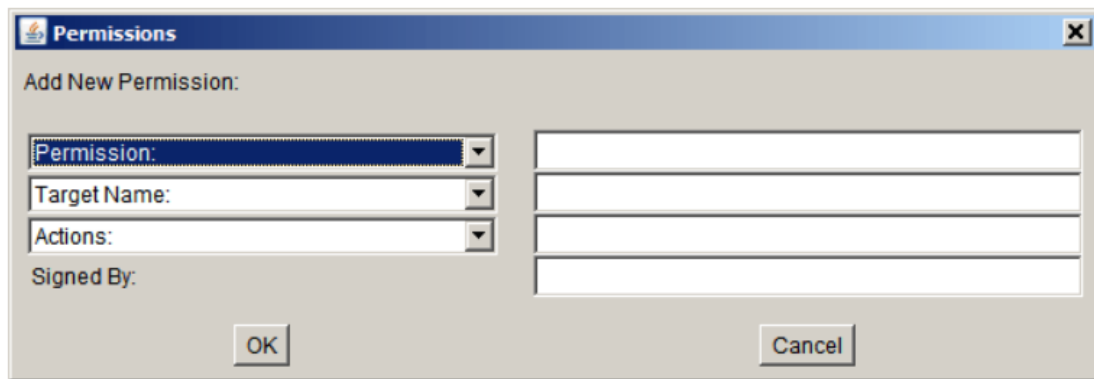 Permissions
Add New Permission:
Permission:
Target Name:
Actions:
Signed By:
OK Cancel